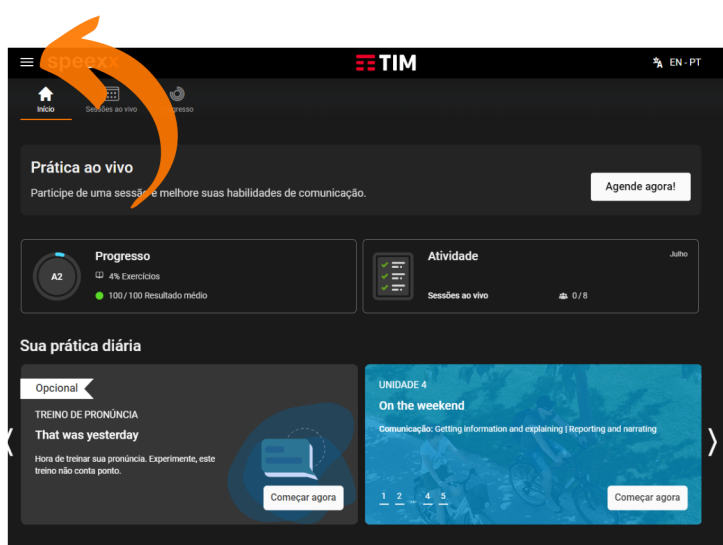 speexx
TIM
EN - PT
Início
Sessões ao vivo
Prática ao vivo
Participe de uma sessão e melhore suas habilidades de comunicação.
Agende agora!
Progresso
A2
4% Exercícios
100/100 Resultado médio
Atividade
Julho
Sessões ao vivo
0/8
Sua prática diária
Opcional
TREINO DE PRONÚNCIA
That was yesterday
Hora de treinar sua pronúncia. Experimente, este
treino não conta ponto.
Começar agora
UNIDADE 4
On the weekend
Comunicação: Getting information and explaining | Reporting and narrating
1 2 ... 4 5
Começar agora